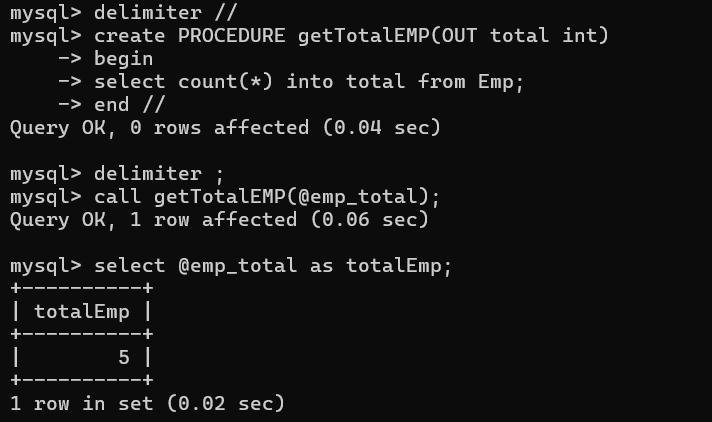 mysql> delimiter //
mysql> create PROCEDURE getTotalEMP(OUT total int)
    -> begin
    -> select count(*) into total from Emp;
    -> end //
Query OK, 0 rows affected (0.04 sec)

mysql> delimiter ;
mysql> call getTotalEMP(@emp_total);
Query OK, 1 row affected (0.06 sec)

mysql> select @emp_total as totalEmp;
+----------+
| totalEmp |
+----------+
|        5 |
+----------+
1 row in set (0.02 sec)